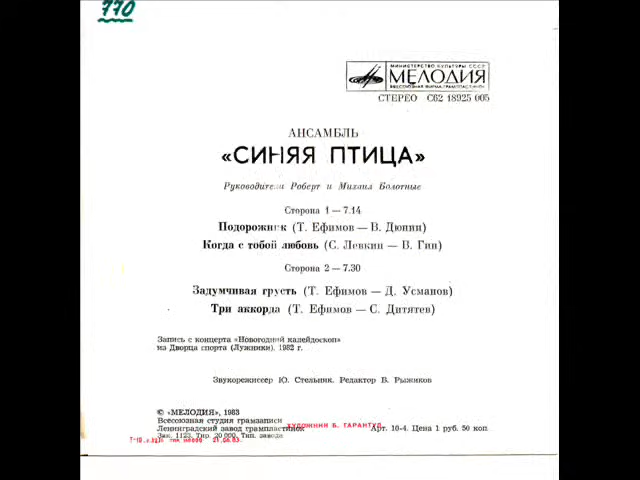 770
МИНИСТЕРСТВО КУЛЬТУРЫ СССР
МЕЛОДИЯ
ВСЕСОЮЗНАЯ ФИРМА ГРАМПЛАСТИНОК
СТЕРЕО С62 18925 005
АНСАМБЛЬ
«СИНЯЯ ПТИЦА»
Руководители Роберт и Михаил Болотные
Сторона 1 — 7.14
Подорожник (Т. Ефимов — В. Дюнин)
Когда с тобой любовь (С. Левкин — В. Гин)
Сторона 2 — 7.30
Задумчивая грусть (Т. Ефимов — Д. Усманов)
Три аккорда (Т. Ефимов — С. Дитятев)
Запись с концерта «Новогодний калейдоскоп»
из Дворца спорта (Лужники). 1982 г.
Звукорежиссер Ю. Стельник. Редактор В. Рыжиков
© «МЕЛОДИЯ», 1983
Всесоюзная студия грамзаписи
Ленинградский завод грампластинок
ХУДОЖНИК Б. ГАРАНТУЛ
Арт. 10-4. Цена 1 руб. 50 коп
Зак. 1123. Тир. 20 000. Тип. завода
21.06.83.